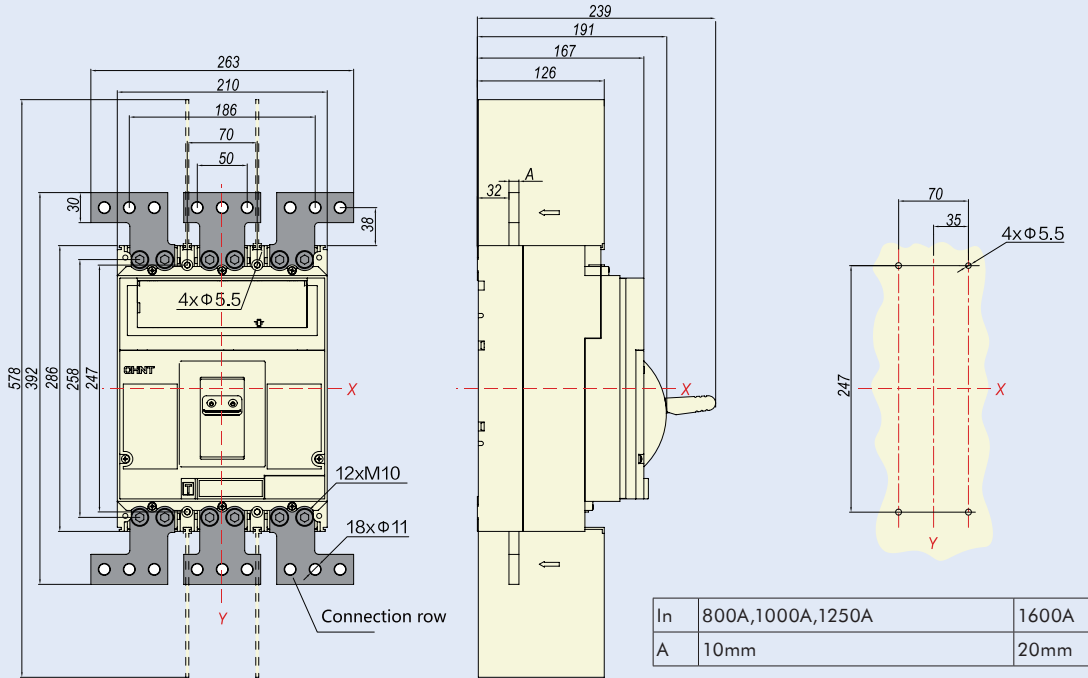 239
191
167
126
263
210
186
70
50
30
38
A
32
4xΦ5.5
578
392
286
258
247
CHNT
X
12xM10
18xΦ11
Connection row
Y
X
70
35
4xΦ5.5
247
X
Y
In 800A,1000A,1250A 1600A
A 10mm 20mm